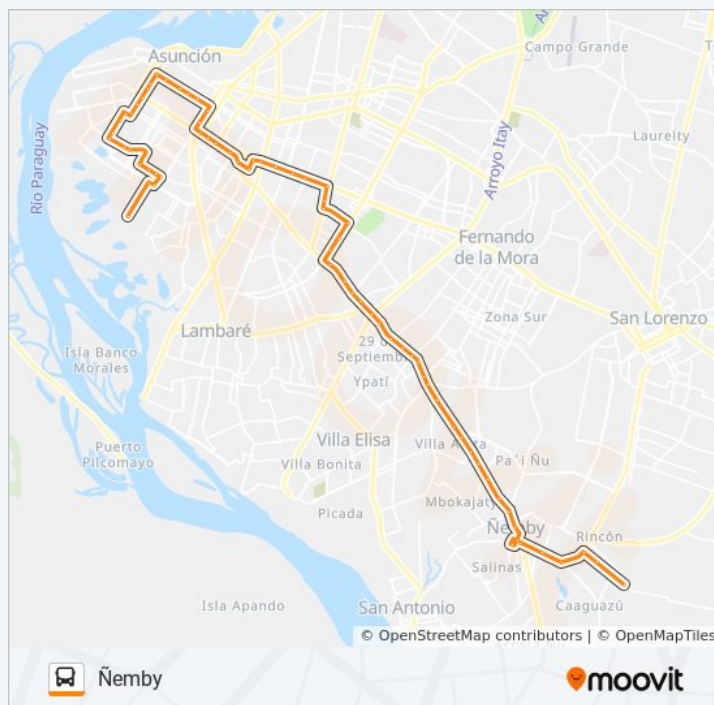 Asunción
Campo Grande
Laurelty
Río Paraguay
Arroyo Itay
Fernando
de la Mora
Zona Sur
San Lorenzo
Lambaré
Isla Banco
Morales
29 de
Septiembre
Ypatí
Puerto
Pilcomayo
Villa Elisa
Villa Bonita
Villa Anita
Pa´i Ñu
Picada
Mbokajaty
Ñemby
Rincón
Salinas
Isla Apando
San Antonio
Caaguazú
© OpenStreetMap contributors | © OpenMapTiles
Ñemby
moovit